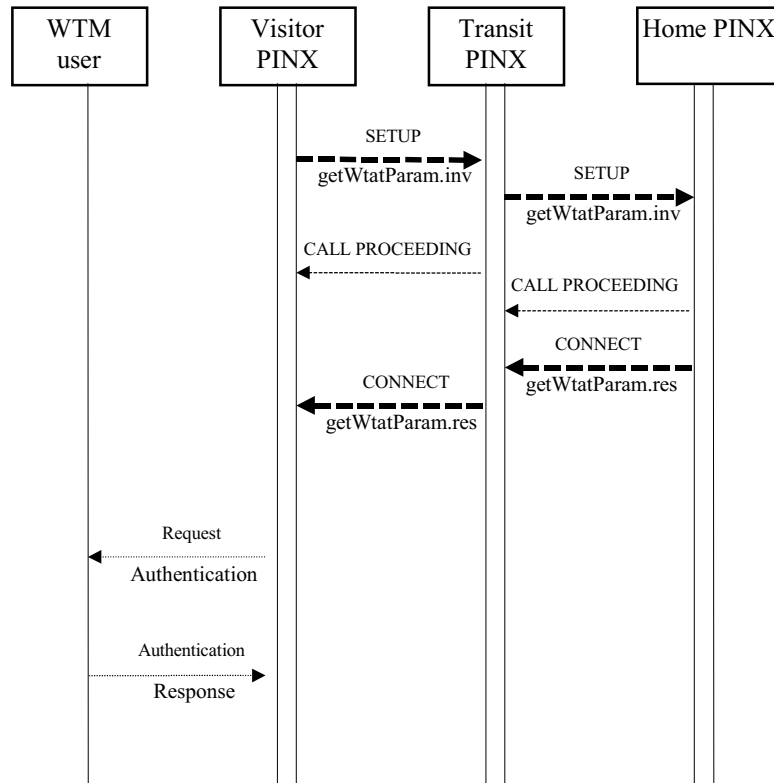 WTM
user
Visitor
PINX
Transit
PINX
Home PINX
SETUP
getWtatParam.inv
SETUP
getWtatParam.inv
CALL PROCEEDING
CALL PROCEEDING
CONNECT
getWtatParam.res
CONNECT
getWtatParam.res
Request
Authentication
Authentication
Response